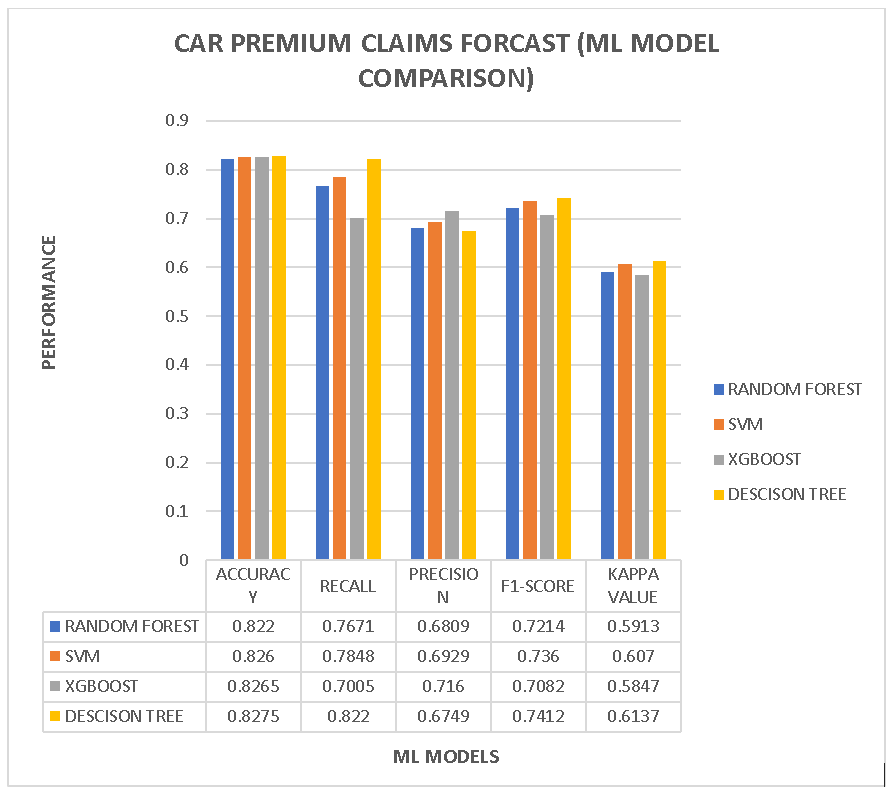 CAR PREMIUM CLAIMS FORCAST (ML MODEL
COMPARISON)
PERFORMANCE
0.9
0.8
0.7
0.6
0.5
0.4
0.3
0.2
0.1
0
RANDOM FOREST
SVM
XGBOOST
DESCISON TREE
ACCURAC
Y
RECALL
PRECISIO
N
F1-SCORE
KAPPA
VALUE
RANDOM FOREST 0.822 0.7671 0.6809 0.7214 0.5913
SVM 0.826 0.7848 0.6929 0.736 0.607
XGBOOST 0.8265 0.7005 0.716 0.7082 0.5847
DESCISON TREE 0.8275 0.822 0.6749 0.7412 0.6137
ML MODELS